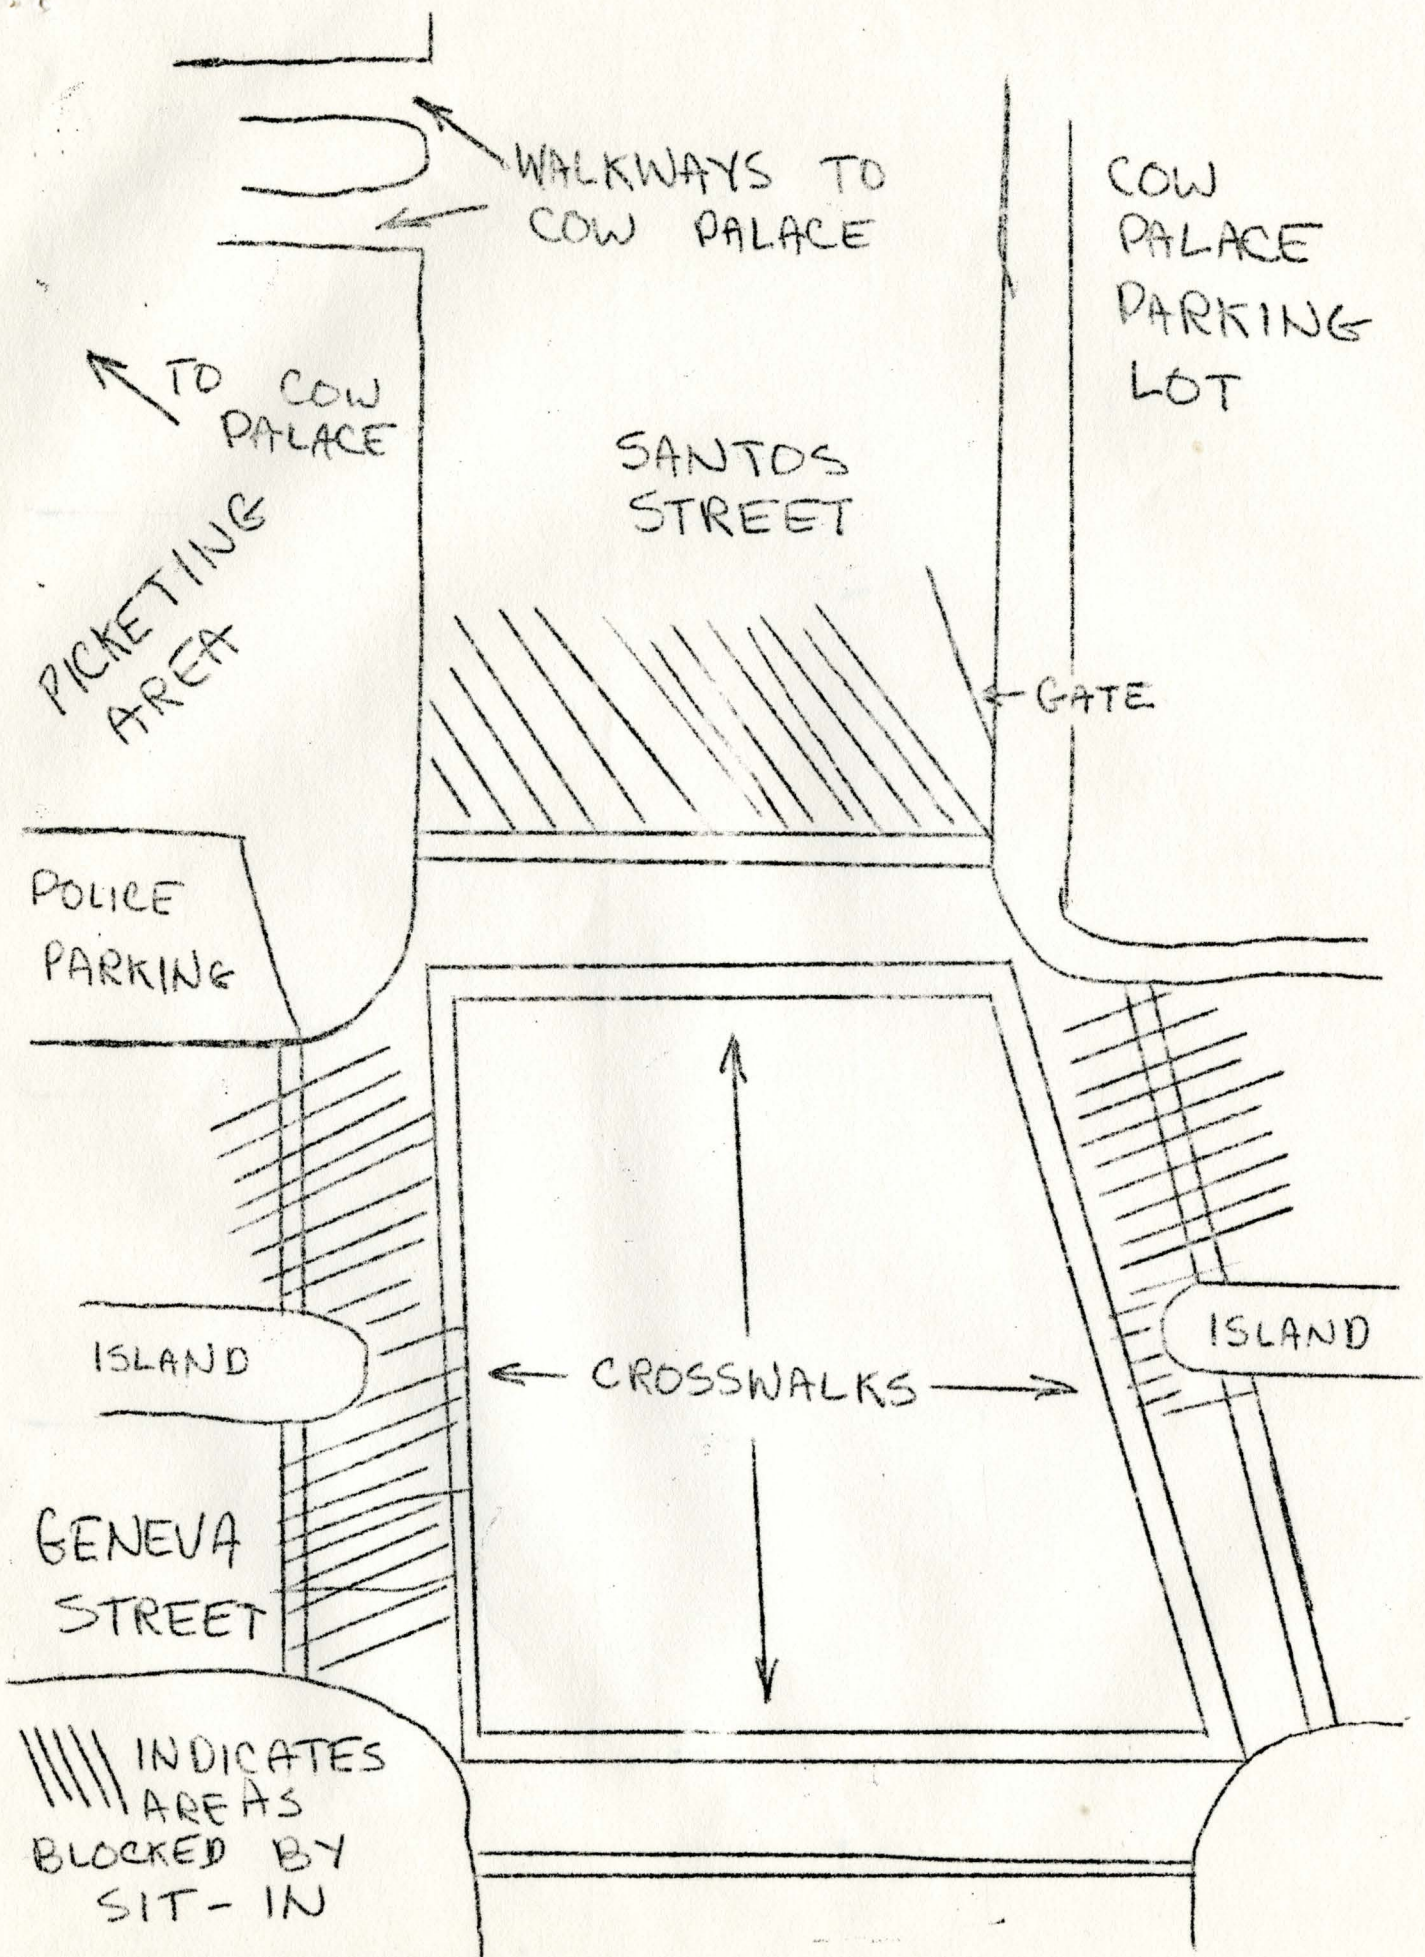 WALKWAYS TO
COW PALACE
COW
PALACE
PARKING
LOT
TO COW
PALACE
SANTOS
STREET
PICKETING
AREA
GATE
POLICE
PARKING
ISLAND
CROSSWALKS
ISLAND
GENEVA
STREET
INDICATES
AREAS
BLOCKED BY
SIT-IN